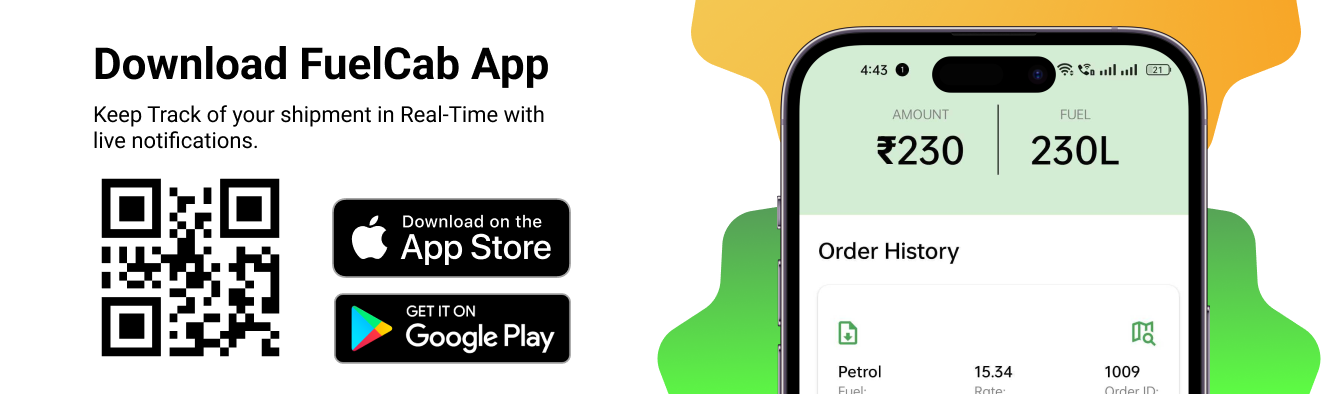 Download FuelCab App
Keep Track of your shipment in Real-Time with
live notifications.
Download on the
App Store
GET IT ON
Google Play
4:43 1 21
AMOUNT FUEL
₹230 230L
Order History
Petrol 15.34 1009
Fuel: Rate: Order ID: